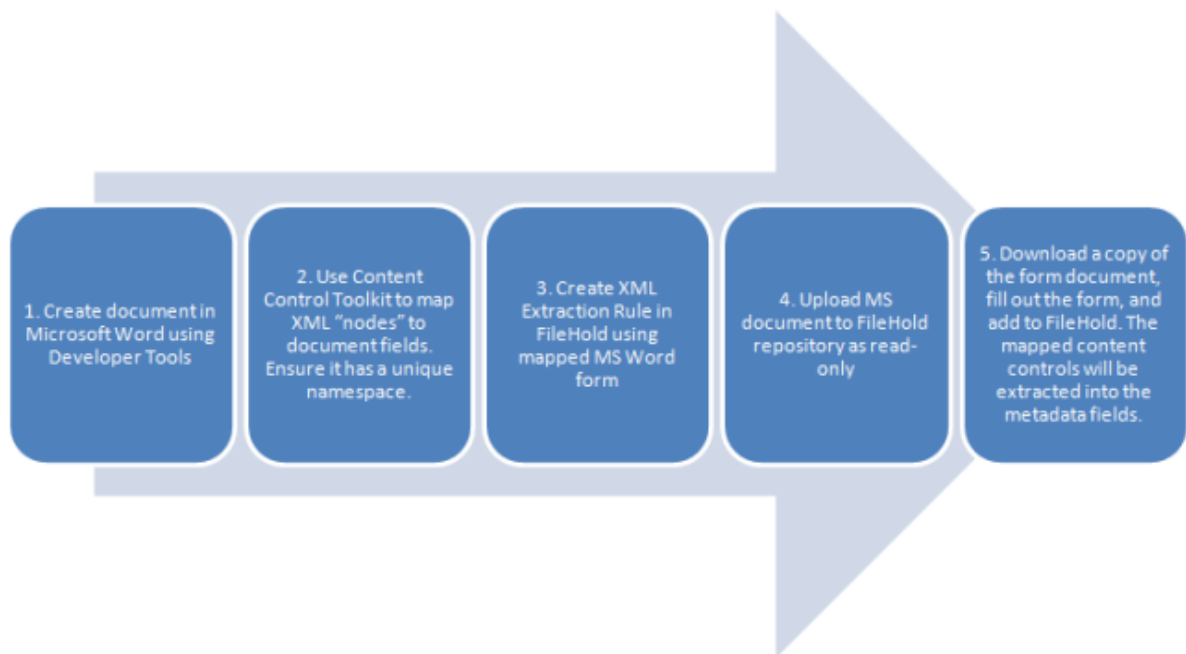 1. Create document in
Microsoft Word using
Developer Tools
2. Use Content
Control Toolkit to map
XML “nodes” to
document fields.
Ensure it has a unique
namespace.
3. Create XML
Extraction Rule in
FileHold using
mapped MS Word
form
4. Upload MS
document to FileHold
repository as read-
only
5. Download a copy of
the form document,
fill out the form, and
add to FileHold. The
mapped content
controls will be
extracted into the
metadata fields.